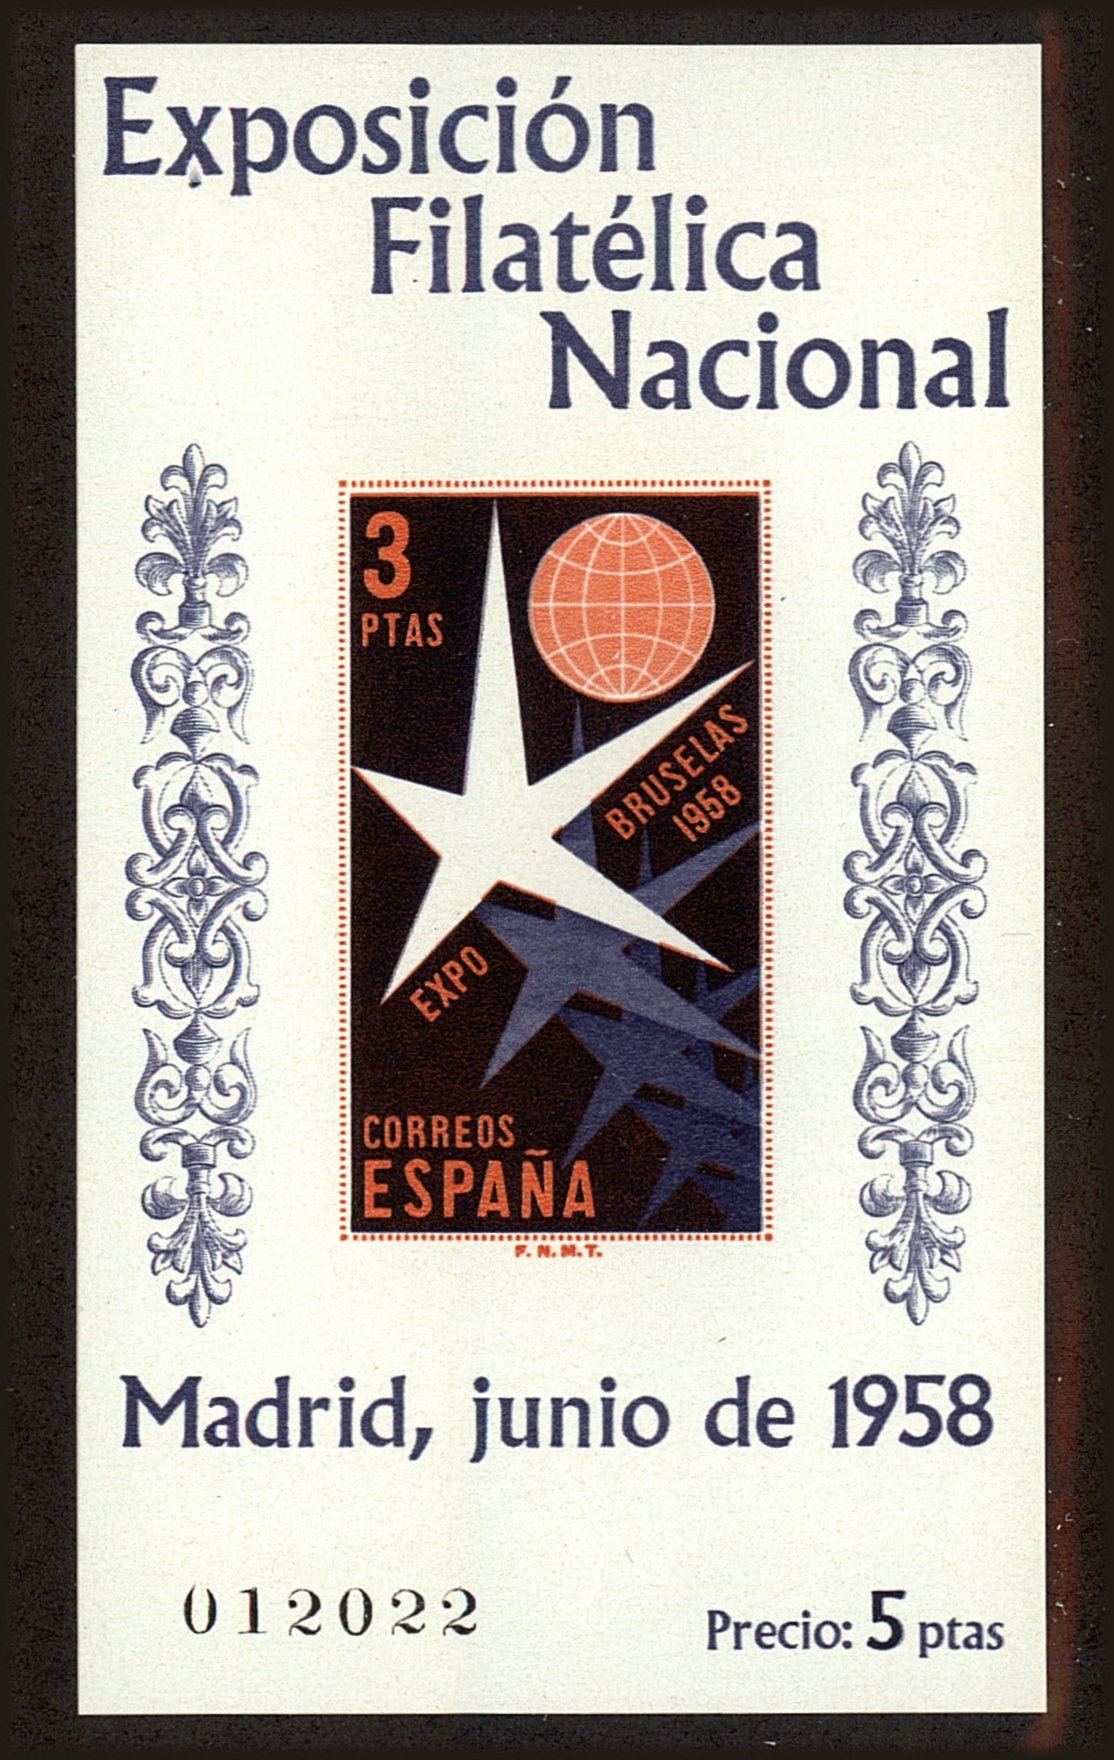 Exposición
Filatélica
Nacional
3
PTAS
BRUSELAS
1958
EXPO
CORREOS
ESPAÑA
F. N. M. T.
Madrid, junio de 1958
012022
Precio: 5 ptas